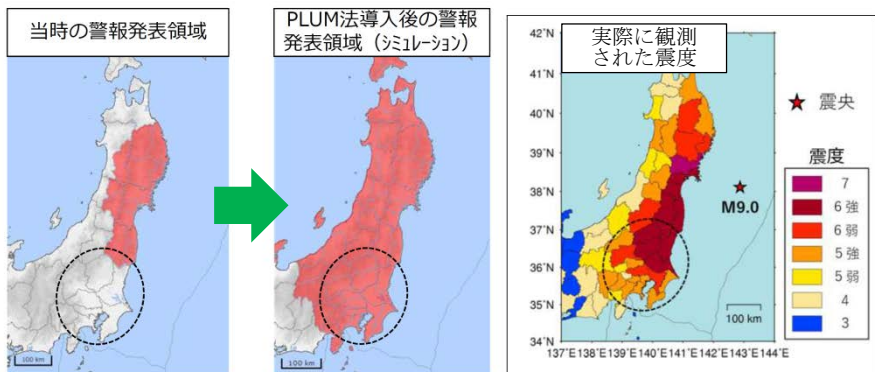 当時の警報発表領域
100 km
PLUM法導入後の警報
発表領域（ｼﾐｭﾚｰｼｮﾝ）
100 km
実際に観測
された震度
42˚N
41˚N
40˚N
39˚N
38˚N
37˚N
36˚N
35˚N
34˚N
137˚E
138˚E
139˚E
140˚E
141˚E
142˚E
143˚E
144˚E
M9.0
100 km
震央
震度
7
6強
6弱
5強
5弱
4
3